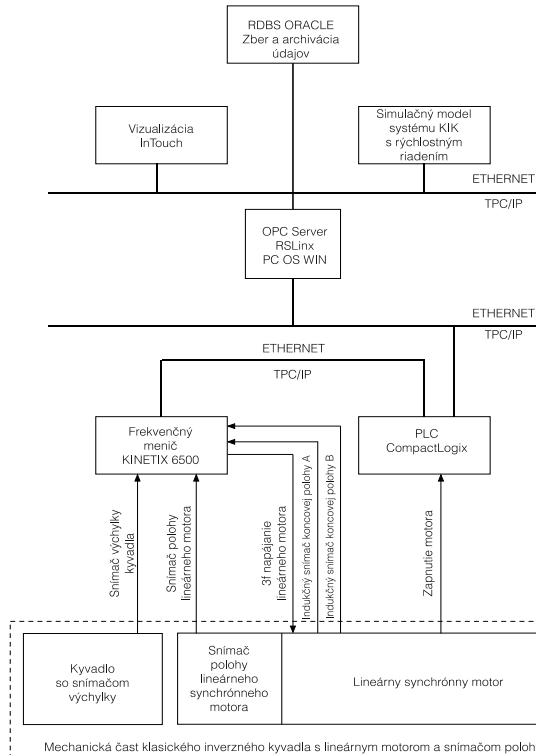 RDBS ORACLE
Zber a archivácia
údajov
Vizualizácia
InTouch
Simulačný model
systému KIK
s rýchlostným
riadením
ETHERNET
TPC/IP
OPC Server
RSLinx
PC OS WIN
ETHERNET
TPC/IP
ETHERNET
TPC/IP
Frekvenčný
menič
KINETIX 6500
PLC
CompactLogix
Snímač výchylky
kyvadla
Snímač polohy
lineárneho motora
3f napájanie
lineárneho motora
Indukčný snímač koncovej polohy A
Indukčný snímač koncovej polohy B
Zapnutie motora
Kyvadlo
so snímačom
výchylky
Snímač
polohy
lineárneho
synchrónneho
motora
Lineárny synchrónny motor
Mechanická čast klasického inverzného kyvadla s lineárnym motorom a snímačom poloh